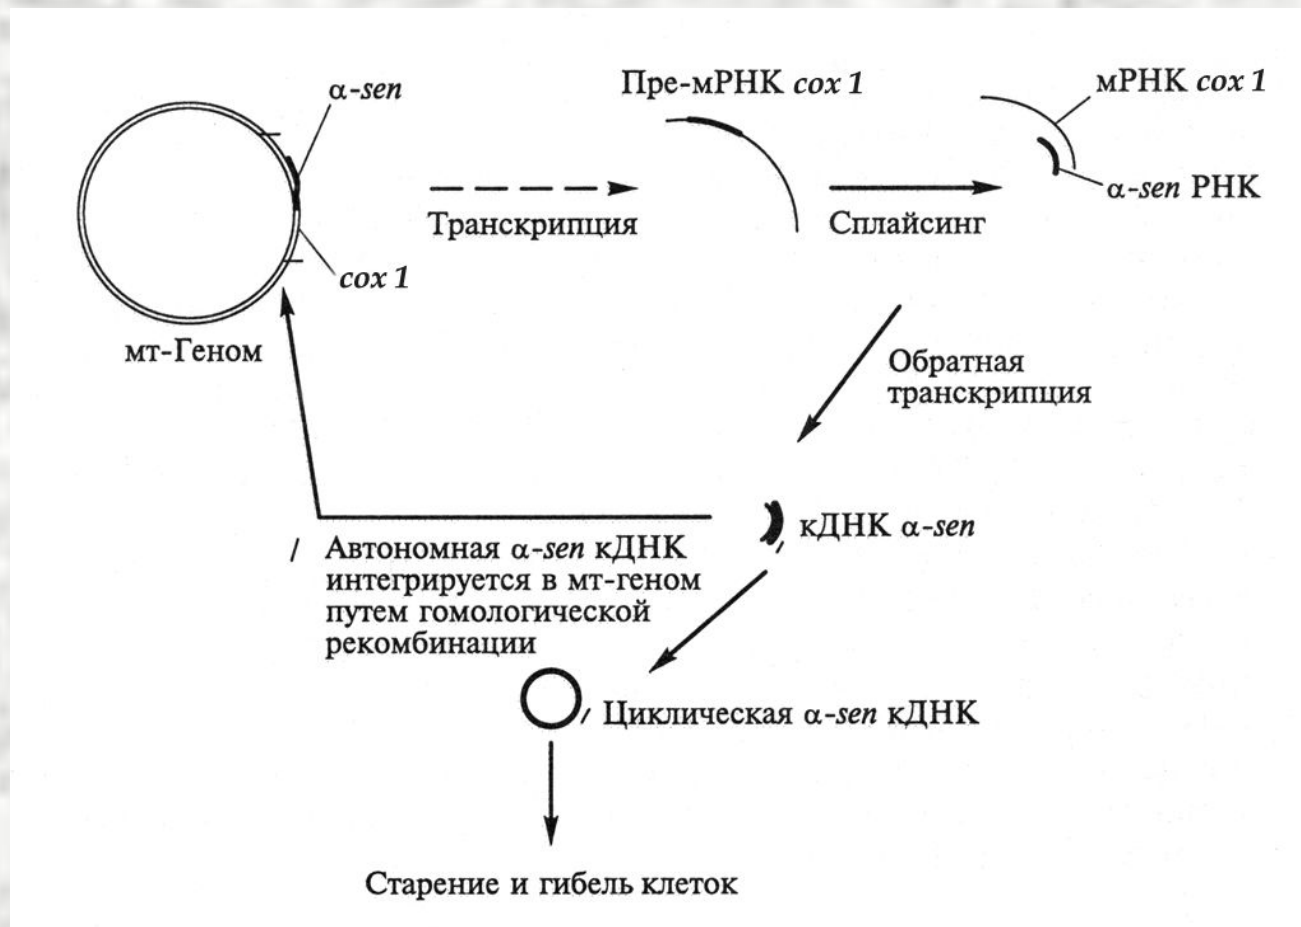 α-sen
Пре-мРНК cox 1
мРНК cox 1
α-sen РНК
Транскрипция
Сплайсинг
cox 1
мт-Геном
Обратная
транскрипция
кДНК α-sen
Автономная α-sen кДНК
интегрируется в мт-геном
путем гомологической
рекомбинации
Циклическая α-sen кДНК
Старение и гибель клеток